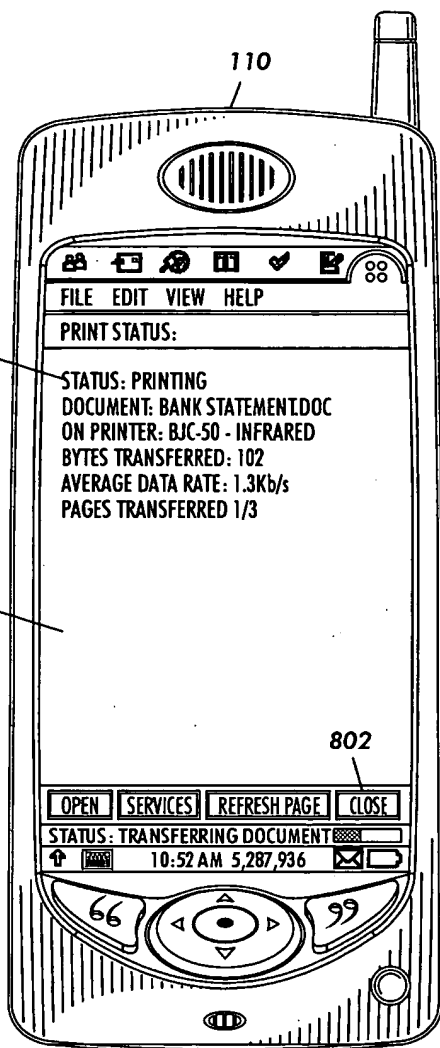 110
FILE EDIT VIEW HELP
PRINT STATUS:
STATUS: PRINTING
DOCUMENT: BANK STATEMENT.DOC
ON PRINTER: BJC-50 - INFRARED
BYTES TRANSFERRED: 102
AVERAGE DATA RATE: 1.3Kb/s
PAGES TRANSFERRED 1/3
802
OPEN SERVICES REFRESH PAGE CLOSE
STATUS: TRANSFERRING DOCUMENT
10:52 AM 5,287,936